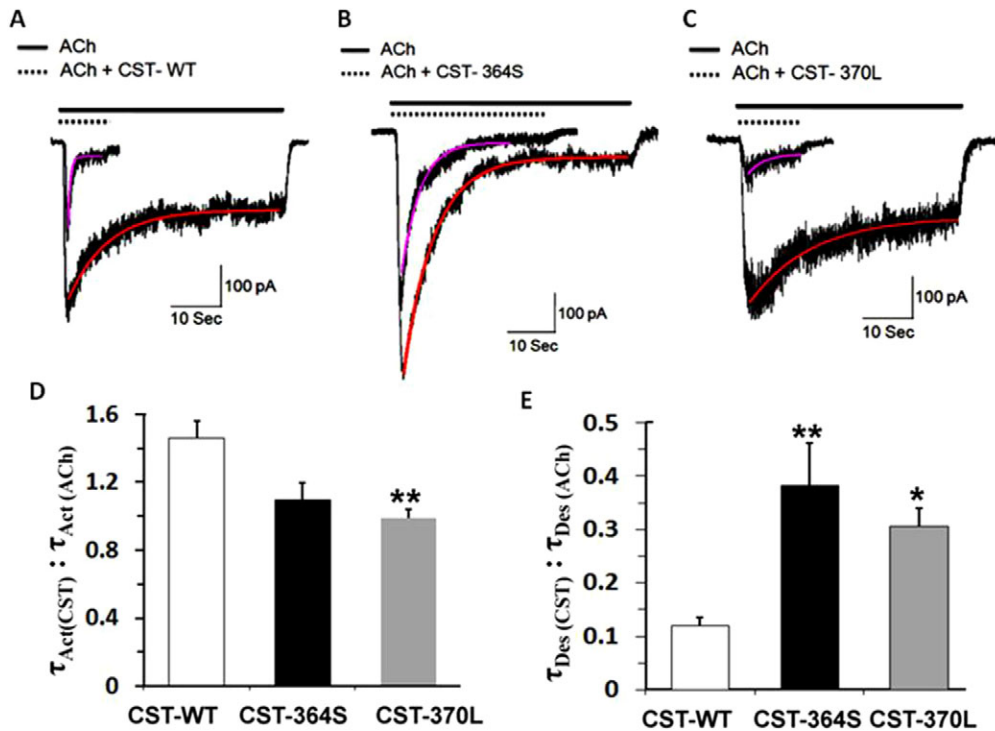 A
ACh
ACh + CST- WT
100 pA
10 Sec
B
ACh
ACh + CST- 364S
100 pA
10 Sec
C
ACh
ACh + CST- 370L
100 pA
10 Sec
D
τAct(CST) : τAct (ACh)
1.6
1.2
0.8
0.4
0
**
CST-WT CST-364S CST-370L
E
τDes (CST) : τDes (ACh)
0.5
0.4
0.3
0.2
0.1
0
**
*
CST-WT CST-364S CST-370L